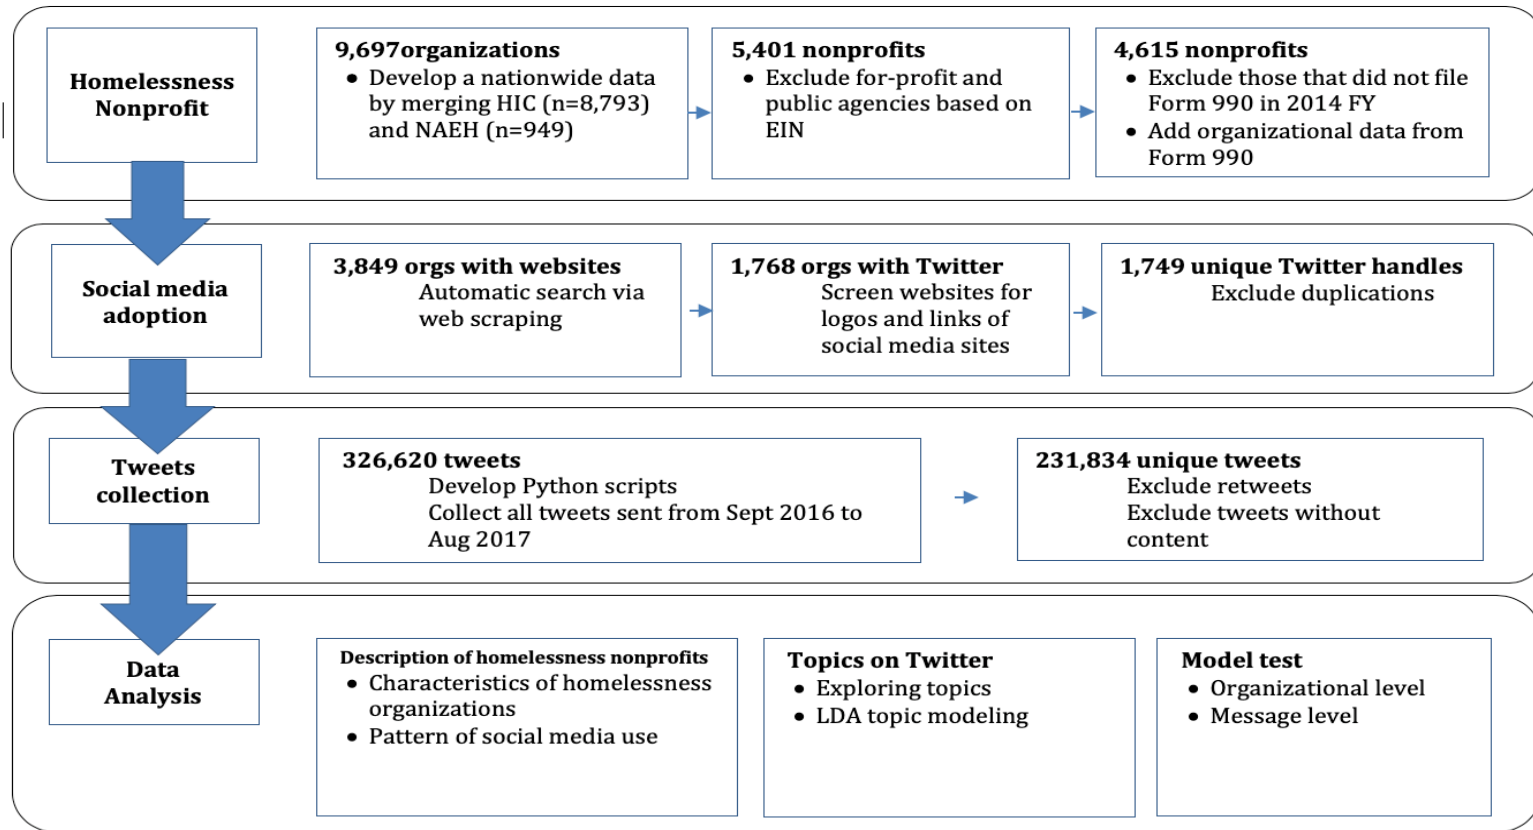 Homelessness
Nonprofit
9,697organizations
• Develop a nationwide data
by merging HIC (n=8,793)
and NAEH (n=949)
5,401 nonprofits
• Exclude for-profit and
public agencies based on
EIN
4,615 nonprofits
• Exclude those that did not file
Form 990 in 2014 FY
• Add organizational data from
Form 990
Social media
adoption
3,849 orgs with websites
Automatic search via
web scraping
1,768 orgs with Twitter
Screen websites for
logos and links of
social media sites
1,749 unique Twitter handles
Exclude duplications
Tweets
collection
326,620 tweets
Develop Python scripts
Collect all tweets sent from Sept 2016 to
Aug 2017
231,834 unique tweets
Exclude retweets
Exclude tweets without
content
Data
Analysis
Description of homelessness nonprofits
• Characteristics of homelessness
organizations
• Pattern of social media use
Topics on Twitter
• Exploring topics
• LDA topic modeling
Model test
• Organizational level
• Message level